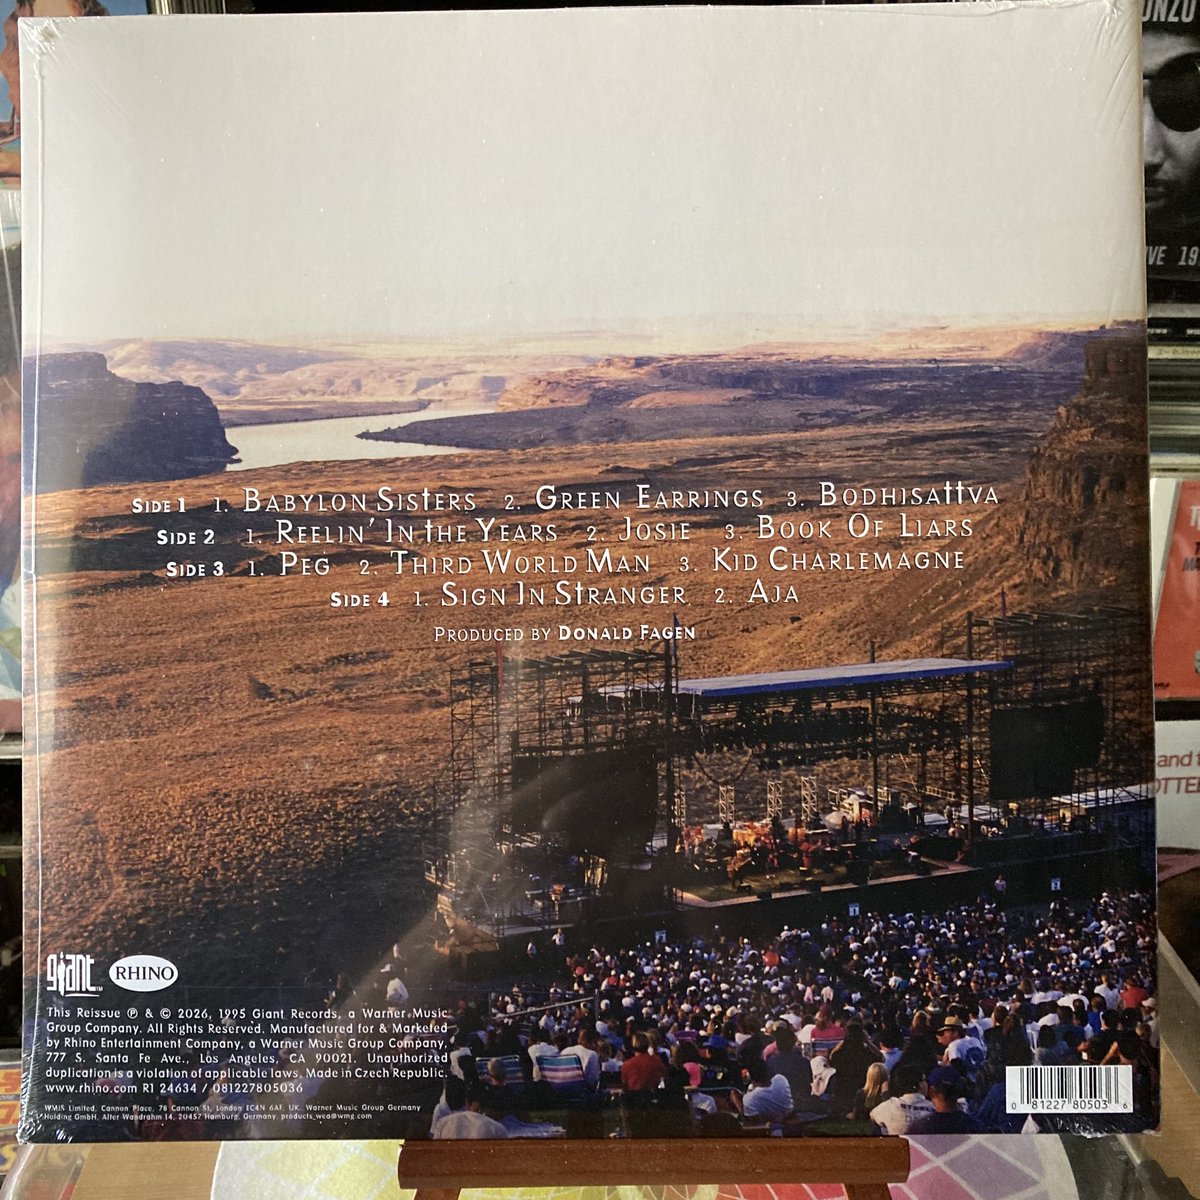 ONZO
SIDE 1 1. BABYLON SISTERS 2. GREEN EARRINGS 3. BODHISATTVA
SIDE 2 1. REELIN' IN THE YEARS 2. JOSIE 3. BOOK OF LIARS
SIDE 3 1. PEG 2. THIRD WORLD MAN 3. KID CHARLEMAGNE
SIDE 4 1. SIGN IN STRANGER 2. AJA
PRODUCED BY DONALD FAGEN
and t
OTTE
giant™ RHINO
This Reissue ℗ & © 2026, 1995 Giant Records, a Warner Music
Group Company. All Rights Reserved. Manufactured for & Marketed
by Rhino Entertainment Company, a Warner Music Group Company,
777 S. Santa Fe Ave., Los Angeles, CA 90021. Unauthorized
duplication is a violation of applicable laws. Made in Czech Republic.
www.rhino.com R1 24634 / 081227805036
WMIS Limited, Cannon Place, 78 Cannon St, London EC4N 6AF, UK. Warner Music Group Germany
Holding GmbH, Alter Wandrahm 14, 20457 Hamburg, Germany. products_wea@wmg.com
0 81227 80503 6